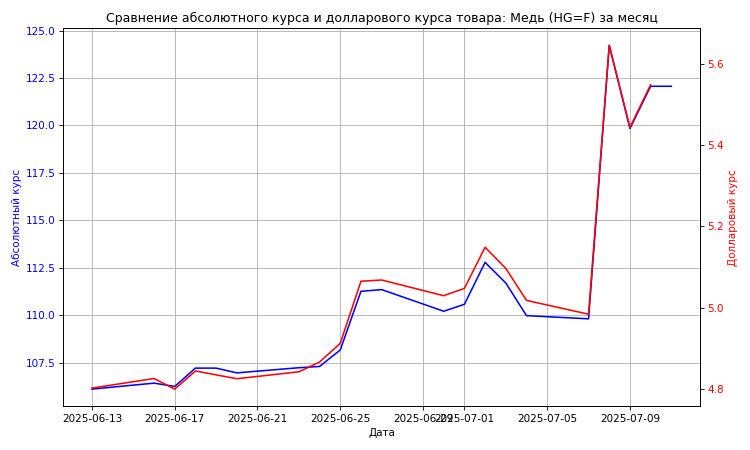 Сравнение абсолютного курса и долларового курса товара: Медь (HG=F) за месяц
125.0
122.5
120.0
117.5
115.0
112.5
110.0
107.5
Абсолютный курс
5.6
5.4
5.2
5.0
4.8
Долларовый курс
2025-06-13 2025-06-17 2025-06-21 2025-06-25 2025-06-29 2025-07-01 2025-07-05 2025-07-09
Дата